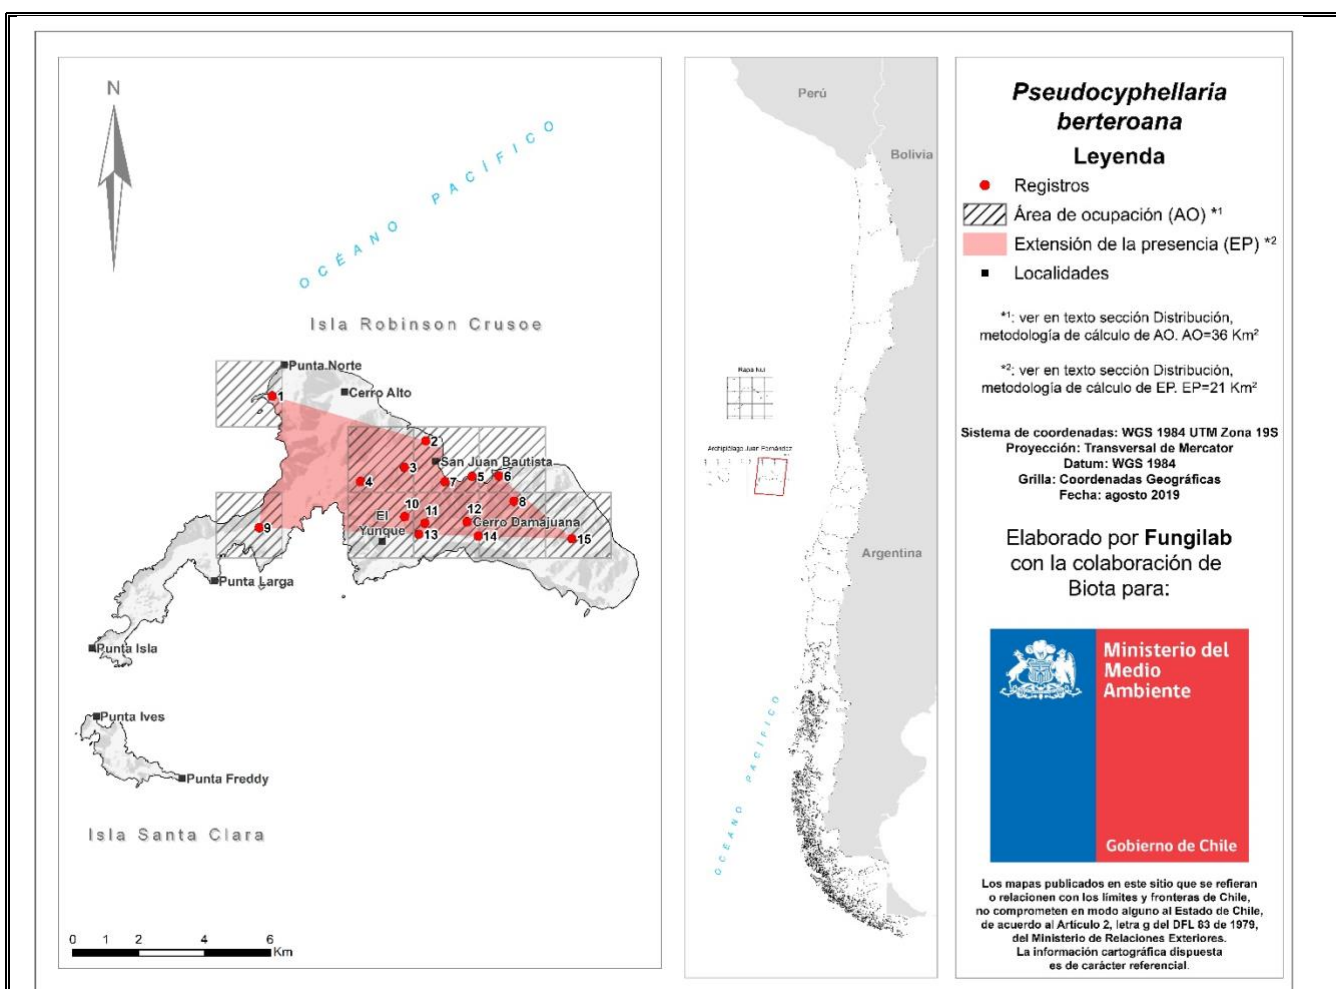 N
OCÉANO PACÍFICO
Isla Robinson Crusoe
Punta Norte
1
Cerro Alto
2
3
San Juan Bautista
4
7
5
6
8
10
11
12
El
Yunque
Cerro Damajuana
9
13
14
15
Punta Larga
Punta Isla
Punta Ives
Punta Freddy
Isla Santa Clara
0 1 2 4 6
Km
Perú
Bolivia
Rapa Nui
Archipiélago Juan Fernández
Argentina
OCÉANO PACÍFICO
Pseudocyphellaria
berteroana
Leyenda
Registros
Área de ocupación (AO) *1
Extensión de la presencia (EP) *2
Localidades
*1: ver en texto sección Distribución,
metodología de cálculo de AO. AO=36 Km²
*2: ver en texto sección Distribución,
metodología de cálculo de EP. EP=21 Km²
Sistema de coordenadas: WGS 1984 UTM Zona 19S
Proyección: Transversal de Mercator
Datum: WGS 1984
Grilla: Coordenadas Geográficas
Fecha: agosto 2019
Elaborado por Fungilab
con la colaboración de
Biota para:
Ministerio del
Medio
Ambiente
Gobierno de Chile
Los mapas publicados en este sitio que se refieran
o relacionen con los límites y fronteras de Chile,
no comprometen en modo alguno al Estado de Chile,
de acuerdo al Artículo 2, letra g del DFL 83 de 1979,
del Ministerio de Relaciones Exteriores.
La información cartográfica dispuesta
es de carácter referencial.